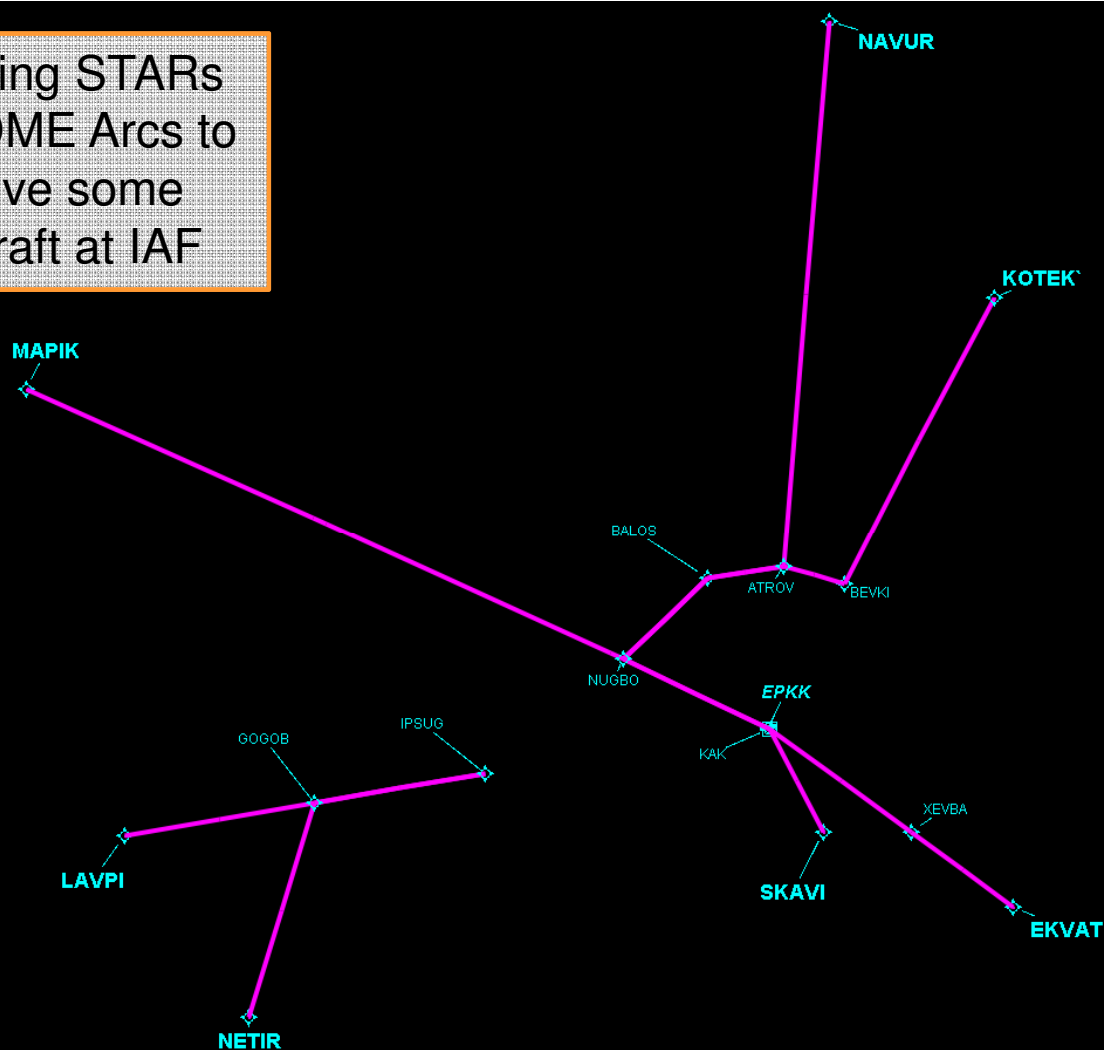 ing STARs
OME Arcs to
ve some
raft at IAF
NAVUR
KOTEK`
MAPIK
BALOS
ATROV
BEVKI
NUGBO
EPKK
IPSUG
GOGOB
KAK
XEVBA
LAVPI
SKAVI
EKVAT
NETIR